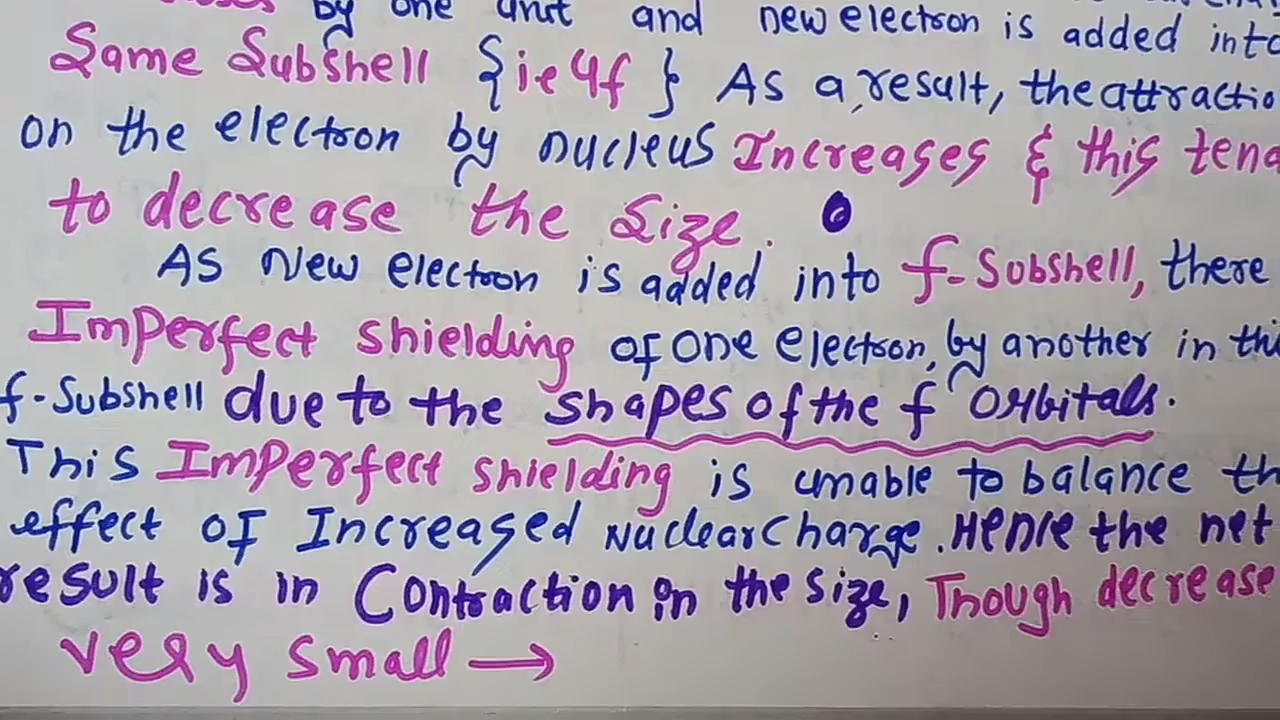 by one unit and new electron is added into
Same Subshell {ie 4f} As a result, the attractio
on the electron by nucleus Increases & this tend
to decrease the Size.
As New electron is added into f-Subshell, there
Imperfect shielding of one electron, by another in thi
f-Subshell due to the shapes of the f orbitals.
This Imperfect shielding is unable to balance th
effect of Increased Nuclear Charge. Hence the net
result is in Contraction in the size, Though decrease
very small →